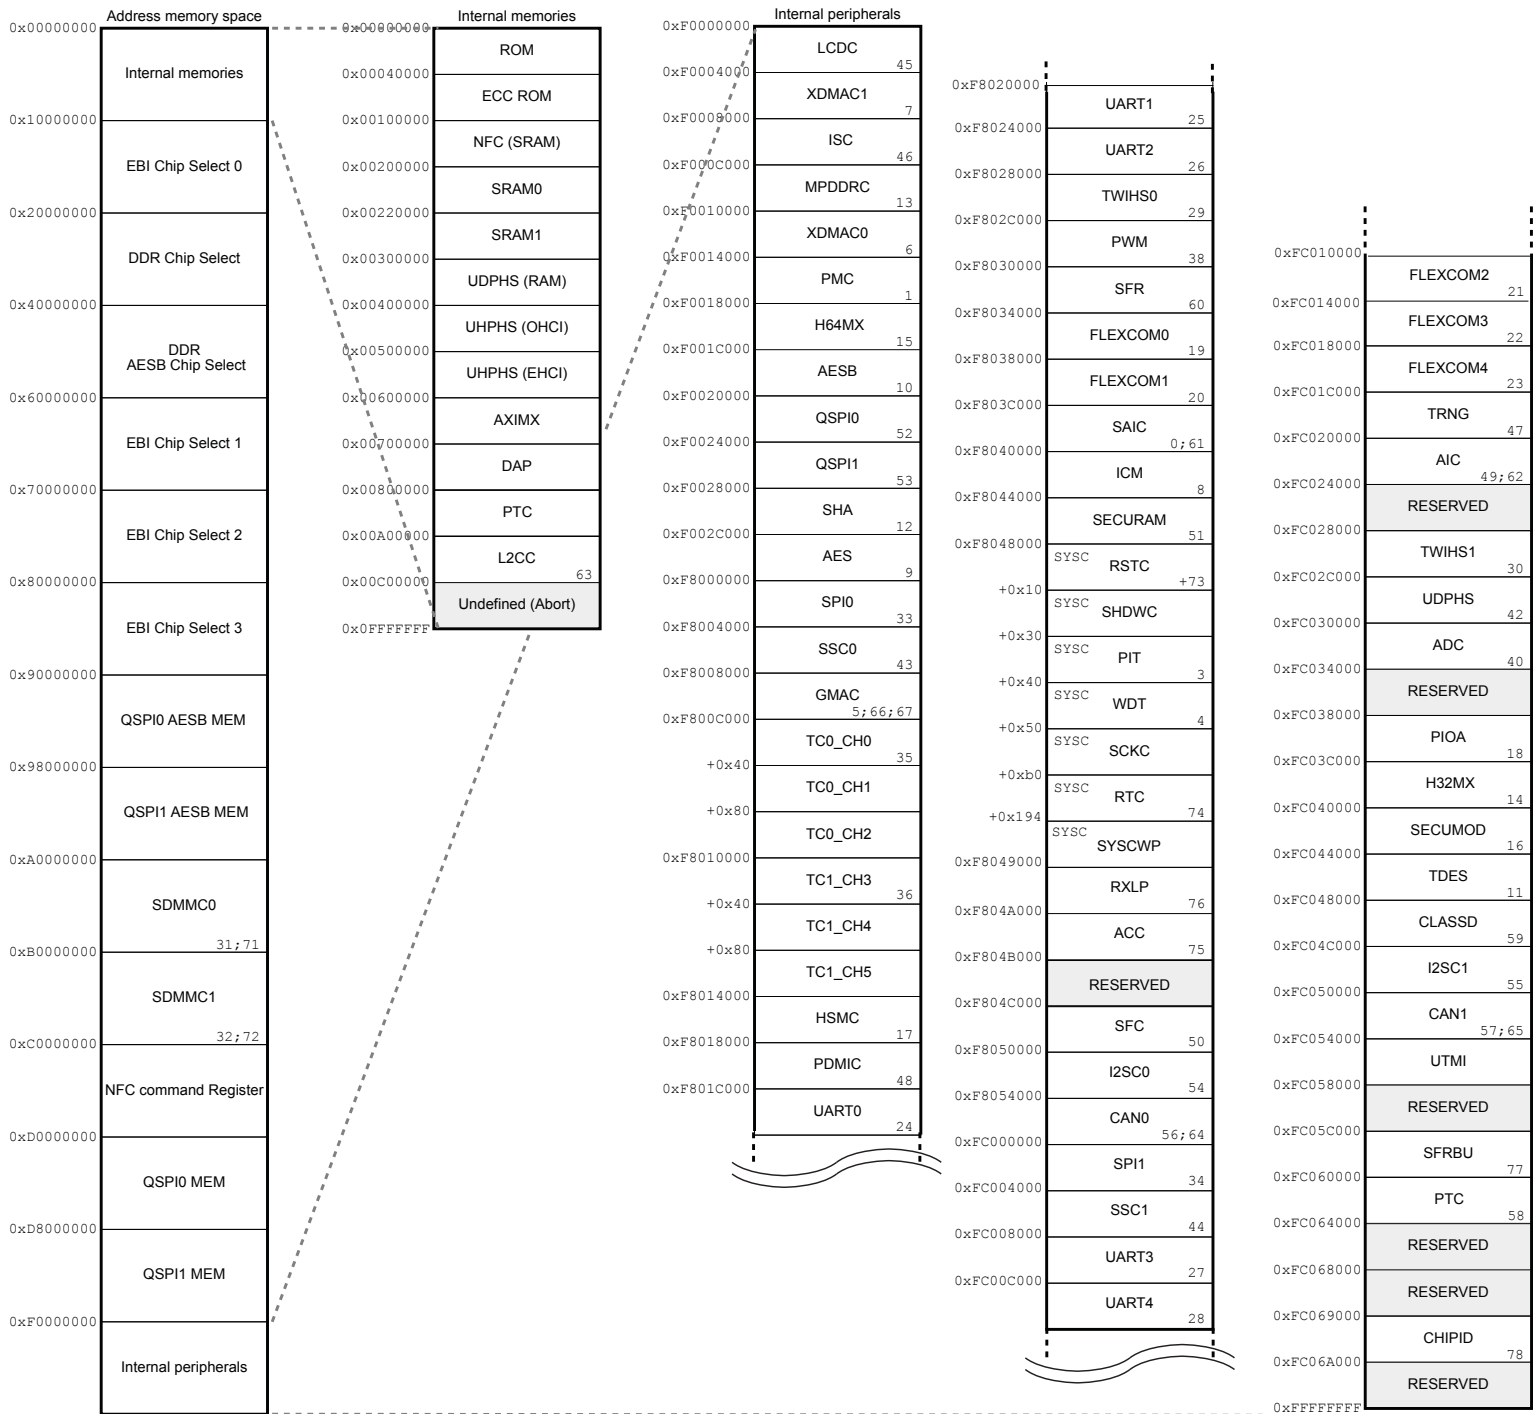 Address memory space
0x00000000
Internal memories
0x10000000
EBI Chip Select 0
0x20000000
DDR Chip Select
0x40000000
DDR
AESB Chip Select
0x60000000
EBI Chip Select 1
0x70000000
EBI Chip Select 2
0x80000000
EBI Chip Select 3
0x90000000
QSPI0 AESB MEM
0x98000000
QSPI1 AESB MEM
0xA0000000
SDMMC0
31;71
0xB0000000
SDMMC1
32;72
0xC0000000
NFC command Register
0xD0000000
QSPI0 MEM
0xD8000000
QSPI1 MEM
0xF0000000
Internal peripherals
Internal memories
0x00000000
ROM
0x00040000
ECC ROM
0x00100000
NFC (SRAM)
0x00200000
SRAM0
0x00220000
SRAM1
0x00300000
UDPHS (RAM)
0x00400000
UHPHS (OHCI)
0x00500000
UHPHS (EHCI)
0x00600000
AXIMX
0x00700000
DAP
0x00800000
PTC
0x00A00000
L2CC
63
0x00C00000
Undefined (Abort)
0x0FFFFFFF
Internal peripherals
0xF0000000
LCDC
45
0xF0004000
XDMAC1
7
0xF0008000
ISC
46
0xF000C000
MPDDRC
13
0xF0010000
XDMAC0
6
0xF0014000
PMC
1
0xF0018000
H64MX
15
0xF001C000
AESB
10
0xF0020000
QSPI0
52
0xF0024000
QSPI1
53
0xF0028000
SHA
12
0xF002C000
AES
9
0xF8000000
SPI0
33
0xF8004000
SSC0
43
0xF8008000
GMAC
5;66;67
0xF800C000
TC0_CH0
35
+0x40
TC0_CH1
+0x80
TC0_CH2
0xF8010000
TC1_CH3
36
+0x40
TC1_CH4
+0x80
TC1_CH5
0xF8014000
HSMC
17
0xF8018000
PDMIC
48
0xF801C000
UART0
24
0xF8020000
UART1
25
0xF8024000
UART2
26
0xF8028000
TWIHS0
29
0xF802C000
PWM
38
0xF8030000
SFR
60
0xF8034000
FLEXCOM0
19
0xF8038000
FLEXCOM1
20
0xF803C000
SAIC
0;61
0xF8040000
ICM
8
0xF8044000
SECURAM
51
0xF8048000
SYSC
RSTC
+73
+0x10
SYSC
SHDWC
+0x30
SYSC
PIT
3
+0x40
SYSC
WDT
4
+0x50
SYSC
SCKC
+0xb0
SYSC
RTC
74
+0x194
SYSC
SYSCWP
0xF8049000
RXLP
76
0xF804A000
ACC
75
0xF804B000
RESERVED
0xF804C000
SFC
50
0xF8050000
I2SC0
54
0xF8054000
CAN0
56;64
0xFC000000
SPI1
34
0xFC004000
SSC1
44
0xFC008000
UART3
27
0xFC00C000
UART4
28
0xFC010000
FLEXCOM2
21
0xFC014000
FLEXCOM3
22
0xFC018000
FLEXCOM4
23
0xFC01C000
TRNG
47
0xFC020000
AIC
49;62
0xFC024000
RESERVED
0xFC028000
TWIHS1
30
0xFC02C000
UDPHS
42
0xFC030000
ADC
40
0xFC034000
RESERVED
0xFC038000
PIOA
18
0xFC03C000
H32MX
14
0xFC040000
SECUMOD
16
0xFC044000
TDES
11
0xFC048000
CLASSD
59
0xFC04C000
I2SC1
55
0xFC050000
CAN1
57;65
0xFC054000
UTMI
0xFC058000
RESERVED
0xFC05C000
SFRBU
77
0xFC060000
PTC
58
0xFC064000
RESERVED
0xFC068000
RESERVED
0xFC069000
CHIPID
78
0xFC06A000
RESERVED
0xFFFFFFFF